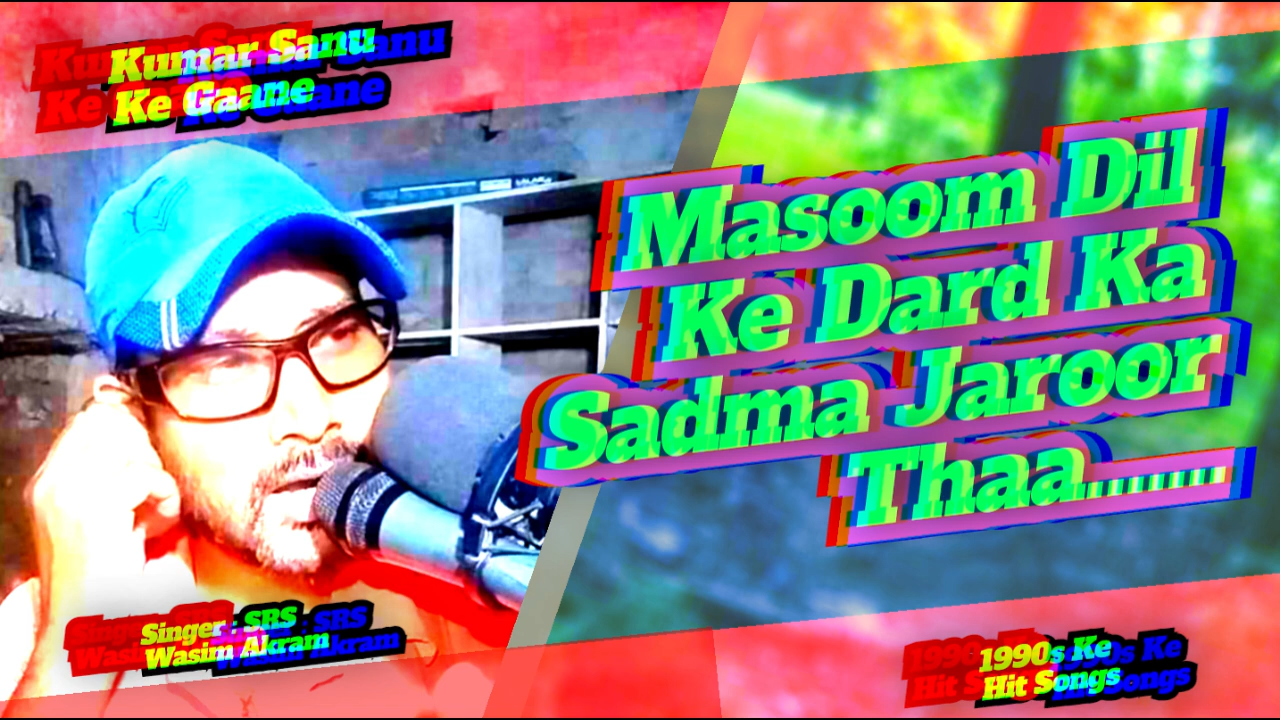 Kumar Sanu
Ke Gaane
Masoom Dil
Ke Dard Ka
Sadma Jaroor
Thaa..........
Singer : SRS
Wasim Akram
1990s Ke
Hit Songs